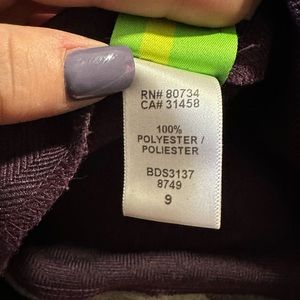 RN# 80734
CA# 31458
100%
POLYESTER /
POLIESTER
BDS3137
8749
9